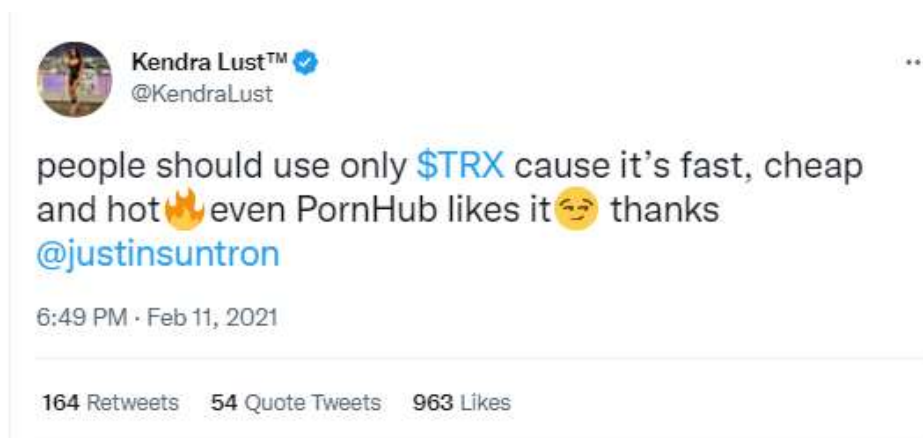 Kendra Lust™
@KendraLust
people should use only $TRX cause it’s fast, cheap
and hot🔥even PornHub likes it😏 thanks
@justinsuntron
6:49 PM · Feb 11, 2021
164 Retweets 54 Quote Tweets 963 Likes